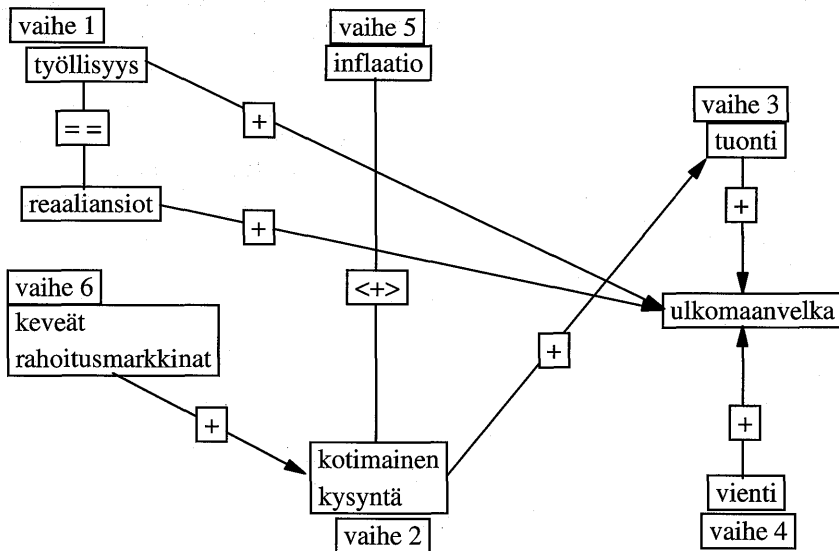 vaihe 1
työllisyys
==
reaaliansiot
+
+
vaihe 5
inflaatio
<+>
vaihe 3
tuonti
+
ulkomaanvelka
vaihe 6
keveät
rahoitusmarkkinat
+
+
kotimainen
kysyntä
vaihe 2
+
vienti
vaihe 4